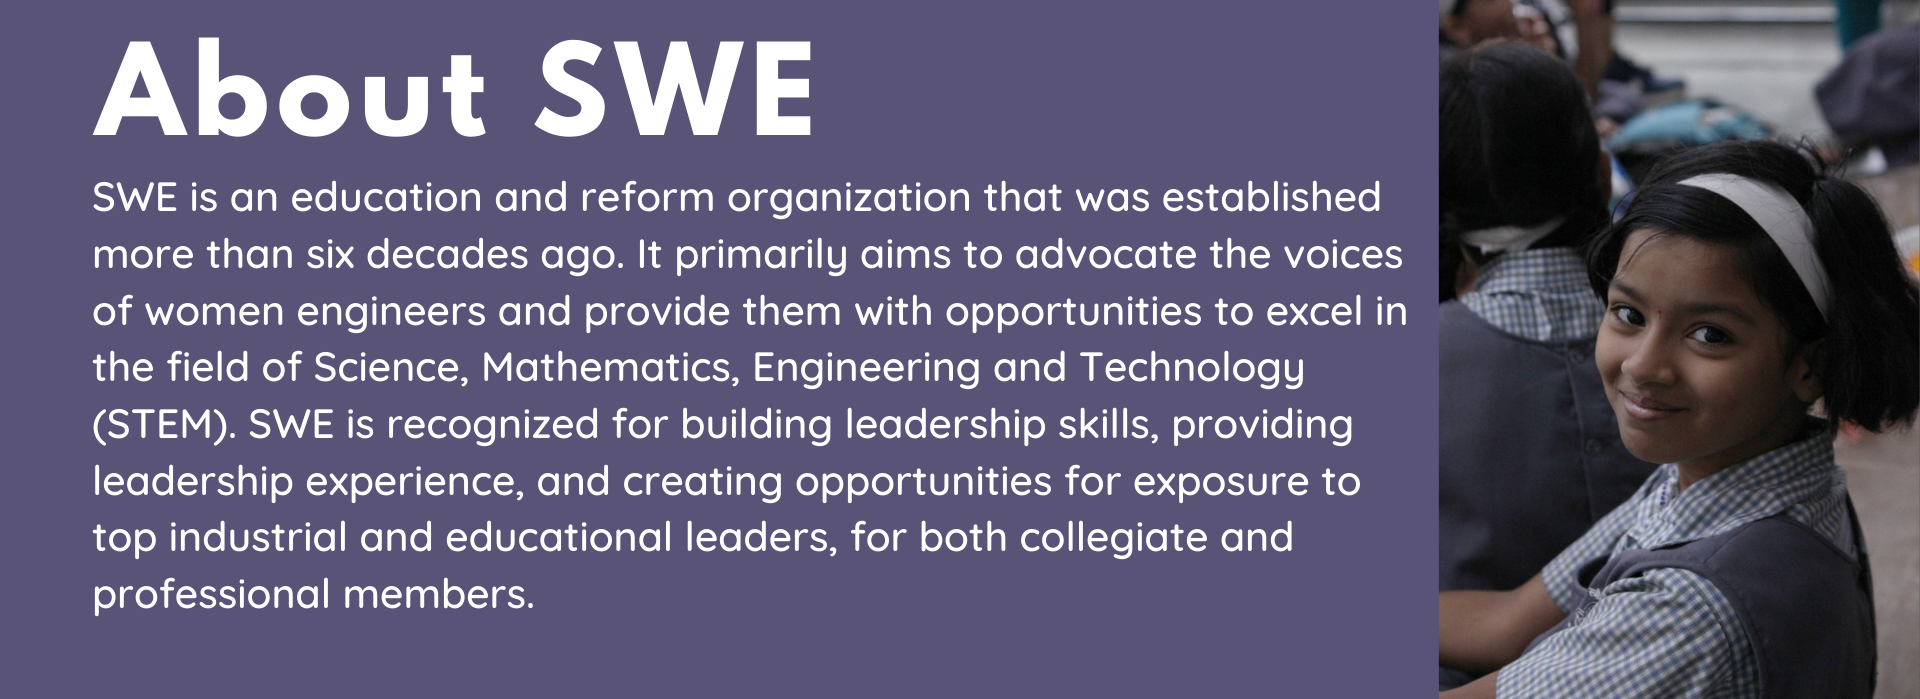 About SWE
SWE is an education and reform organization that was established
more than six decades ago. It primarily aims to advocate the voices
of women engineers and provide them with opportunities to excel in
the field of Science, Mathematics, Engineering and Technology
(STEM). SWE is recognized for building leadership skills, providing
leadership experience, and creating opportunities for exposure to
top industrial and educational leaders, for both collegiate and
professional members.